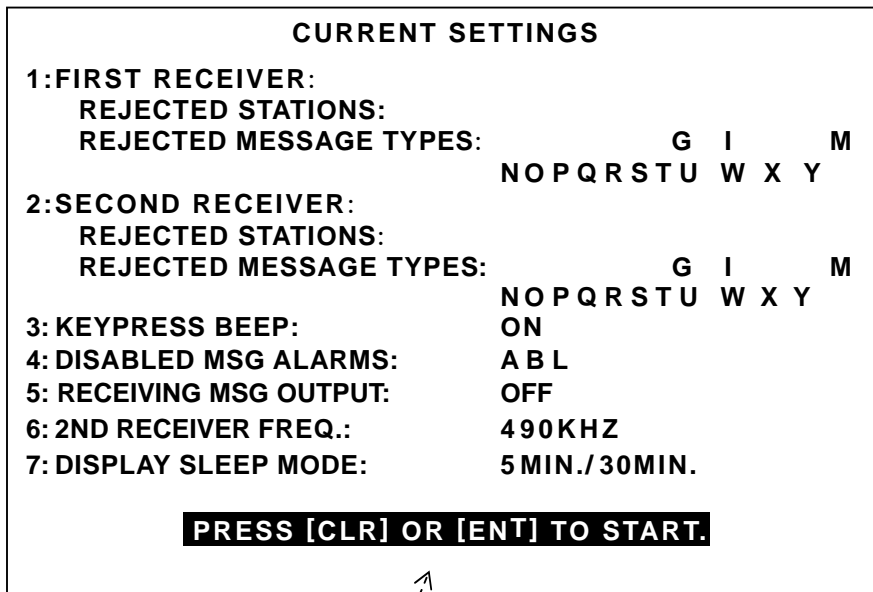 CURRENT SETTINGS
1:FIRST RECEIVER:
REJECTED STATIONS:
REJECTED MESSAGE TYPES: G I M
NOPQRSTU W X Y
2:SECOND RECEIVER:
REJECTED STATIONS:
REJECTED MESSAGE TYPES: G I M
NOPQRSTU W X Y
3: KEYPRESS BEEP: ON
4: DISABLED MSG ALARMS: A B L
5: RECEIVING MSG OUTPUT: OFF
6: 2ND RECEIVER FREQ.: 490KHZ
7: DISPLAY SLEEP MODE: 5MIN./30MIN.
PRESS [CLR] OR [ENT] TO START.